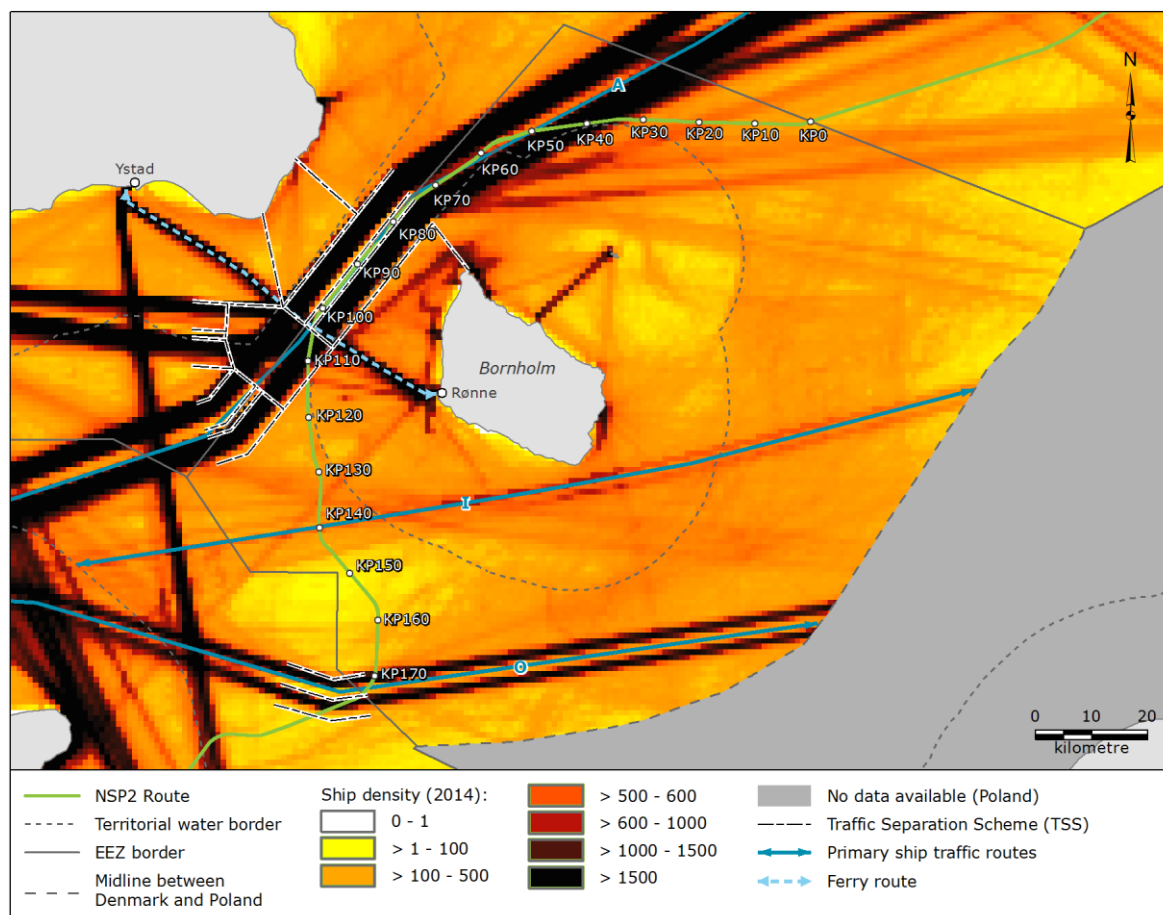 A
N
KP50
KP40
KP30
KP20
KP10
KP0
KP60
Ystad
KP70
KP80
KP90
KP100
KP110
Bornholm
Rønne
KP120
KP130
I
KP140
KP150
KP160
O
KP170
0 10 20
kilometre
NSP2 Route
Territorial water border
EEZ border
Midline between
Denmark and Poland
Ship density (2014):
0 - 1
> 1 - 100
> 100 - 500
> 500 - 600
> 600 - 1000
> 1000 - 1500
> 1500
No data available (Poland)
Traffic Separation Scheme (TSS)
Primary ship traffic routes
Ferry route